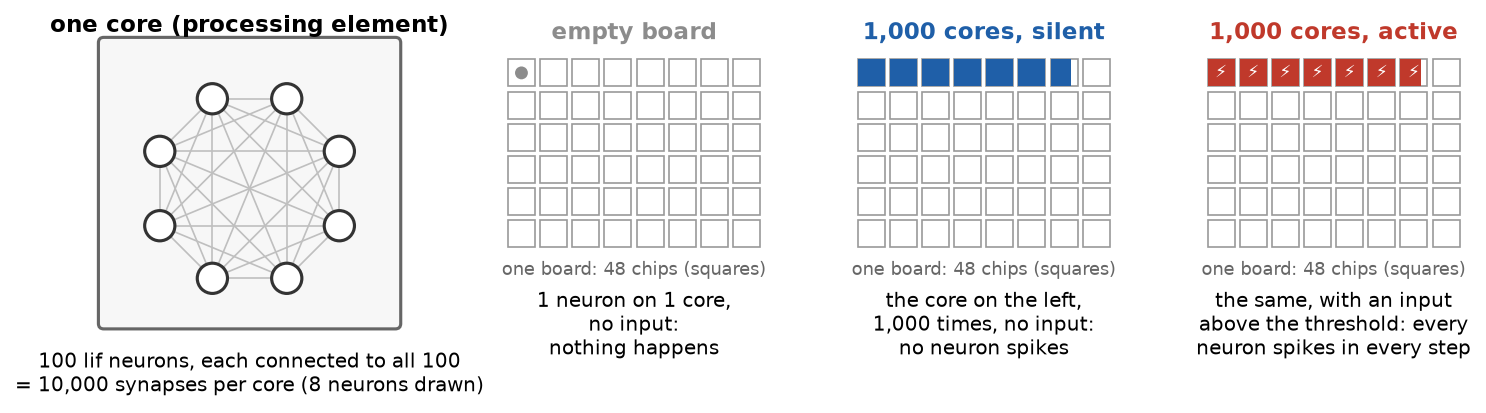 one core (processing element)
100 lif neurons, each connected to all 100
= 10,000 synapses per core (8 neurons drawn)
empty board
one board: 48 chips (squares)
1 neuron on 1 core,
no input:
nothing happens
1,000 cores, silent
one board: 48 chips (squares)
the core on the left,
1,000 times, no input:
no neuron spikes
1,000 cores, active
one board: 48 chips (squares)
the same, with an input
above the threshold: every
neuron spikes in every step